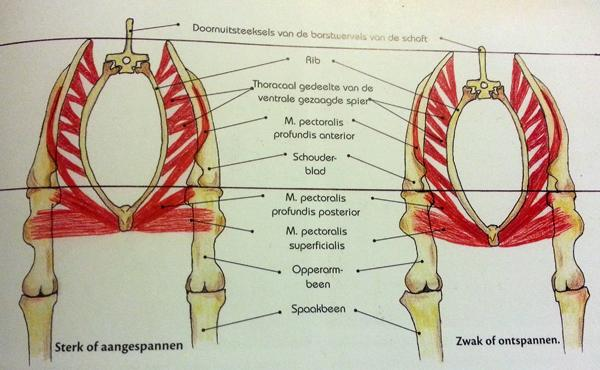 Doornuitsteeksels van de borstwervels van de schoft
Rib
Thoracaal gedeelte van de
ventrale gezaagde spier
M. pectoralis
profundis anterior
Schouder-
blad
M. pectoralis
profundis posterior
M. pectoralis
superficialis
Opperarm-
been
Spaakbeen
Sterk of aangespannen
Zwak of ontspannen.